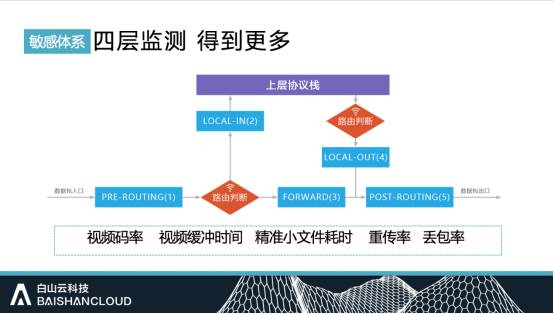 敏感体系 四层监测 得到更多
上层协议栈
LOCAL-IN(2)
路由判断
LOCAL-OUT(4)
数据包入口
PRE-ROUTING(1)
路由判断
FORWARD(3)
POST-ROUTING(5)
数据包出口
视频码率 视频缓冲时间 精准小文件耗时 重传率 丢包率
白山云科技
BAISHANCLOUD